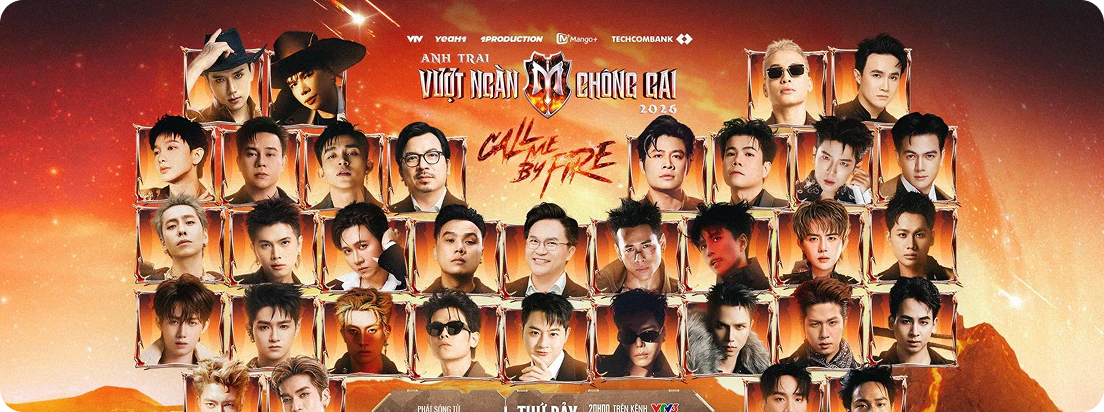 VTV YEAH1 1PRODUCTION Mango+ TECHCOMBANK
ANH TRAI
VƯỢT NGÀN M CHÔNG GAI
2026
CALL
ME
BY FIRE
PHÁT SÓNG TỪ
THỨ BẢY
20H00 TRÊN KÊNH VTV3